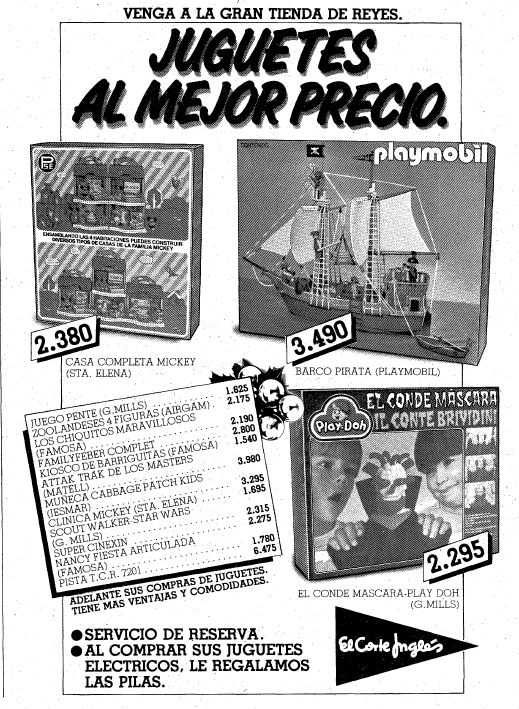 VENGA A LA GRAN TIENDA DE REYES.
JUGUETES
AL MEJOR PRECIO.
PSE
ENSAMBLANDO LAS 4 HABITACIONES PUEDES CONSTRUIR
DIVERSOS TIPOS DE CASAS DE LA FAMILIA MICKEY
2.380
CASA COMPLETA MICKEY
(STA. ELENA)
playmobil
3.490
BARCO PIRATA (PLAYMOBIL)
JUEGO PENTE (G.MILLS) . . . . . . . . 1.625
ZOOLANDESES 4 FIGURAS (AIRGAM) . 2.175
LOS CHIQUITOS MARAVILLOSOS
(FAMOSA) . . . . . . . . 2.190
FAMILYFEBER COMPLET . . . . . . . . 2.800
KIOSCO DE BARRIGUITAS (FAMOSA) 1.540
ATTAK TRAK DE LOS MASTERS
(MATELL) . . . . . . . . 3.980
MUÑECA CABBAGE PATCH KIDS
(JESMAR) . . . . . . . . 3.295
CLINICA MICKEY (STA. ELENA) . . . . 1.695
SCOUT WALKER-STAR WARS
(G. MILLS) . . . . . . . . 2.315
SUPER CINEXIN . . . . . . . . 2.275
NANCY FIESTA ARTICULADA
(FAMOSA) . . . . . . . . 1.780
PISTA T.C.R. 7201 . . . . . . . . 6.475
EL CONDE MASCARA
IL CONTE BRIVIDINI
Play-Doh
2.295
EL CONDE MASCARA-PLAY DOH
(G.MILLS)
ADELANTE SUS COMPRAS DE JUGUETES.
TIENE MAS VENTAJAS Y COMODIDADES.
● SERVICIO DE RESERVA.
● AL COMPRAR SUS JUGUETES
ELECTRICOS, LE REGALAMOS
LAS PILAS.
El Corte Inglés